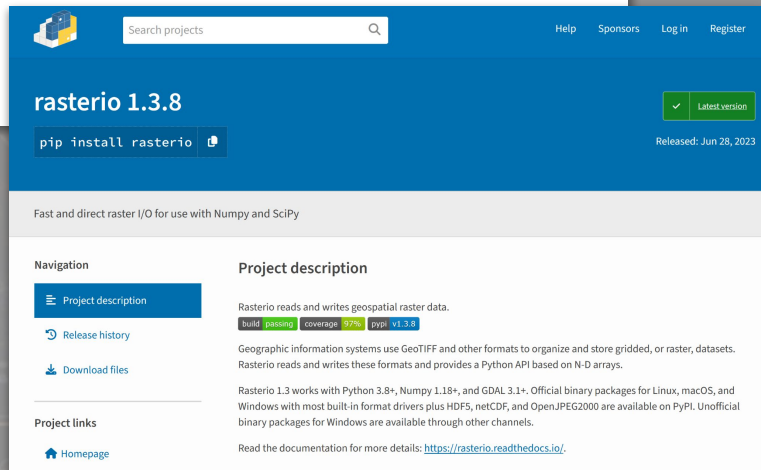 Search projects
Help Sponsors Log in Register
rasterio 1.3.8
Latest version
pip install rasterio
Released: Jun 28, 2023
Fast and direct raster I/O for use with Numpy and SciPy
Navigation
Project description
Release history
Download files
Project links
Homepage
Project description
Rasterio reads and writes geospatial raster data.
build passing coverage 97% pypi v1.3.8
Geographic information systems use GeoTIFF and other formats to organize and store gridded, or raster, datasets.
Rasterio reads and writes these formats and provides a Python API based on N-D arrays.
Rasterio 1.3 works with Python 3.8+, Numpy 1.18+, and GDAL 3.1+. Official binary packages for Linux, macOS, and
Windows with most built-in format drivers plus HDF5, netCDF, and OpenJPEG2000 are available on PyPI. Unofficial
binary packages for Windows are available through other channels.
Read the documentation for more details: https://rasterio.readthedocs.io/.